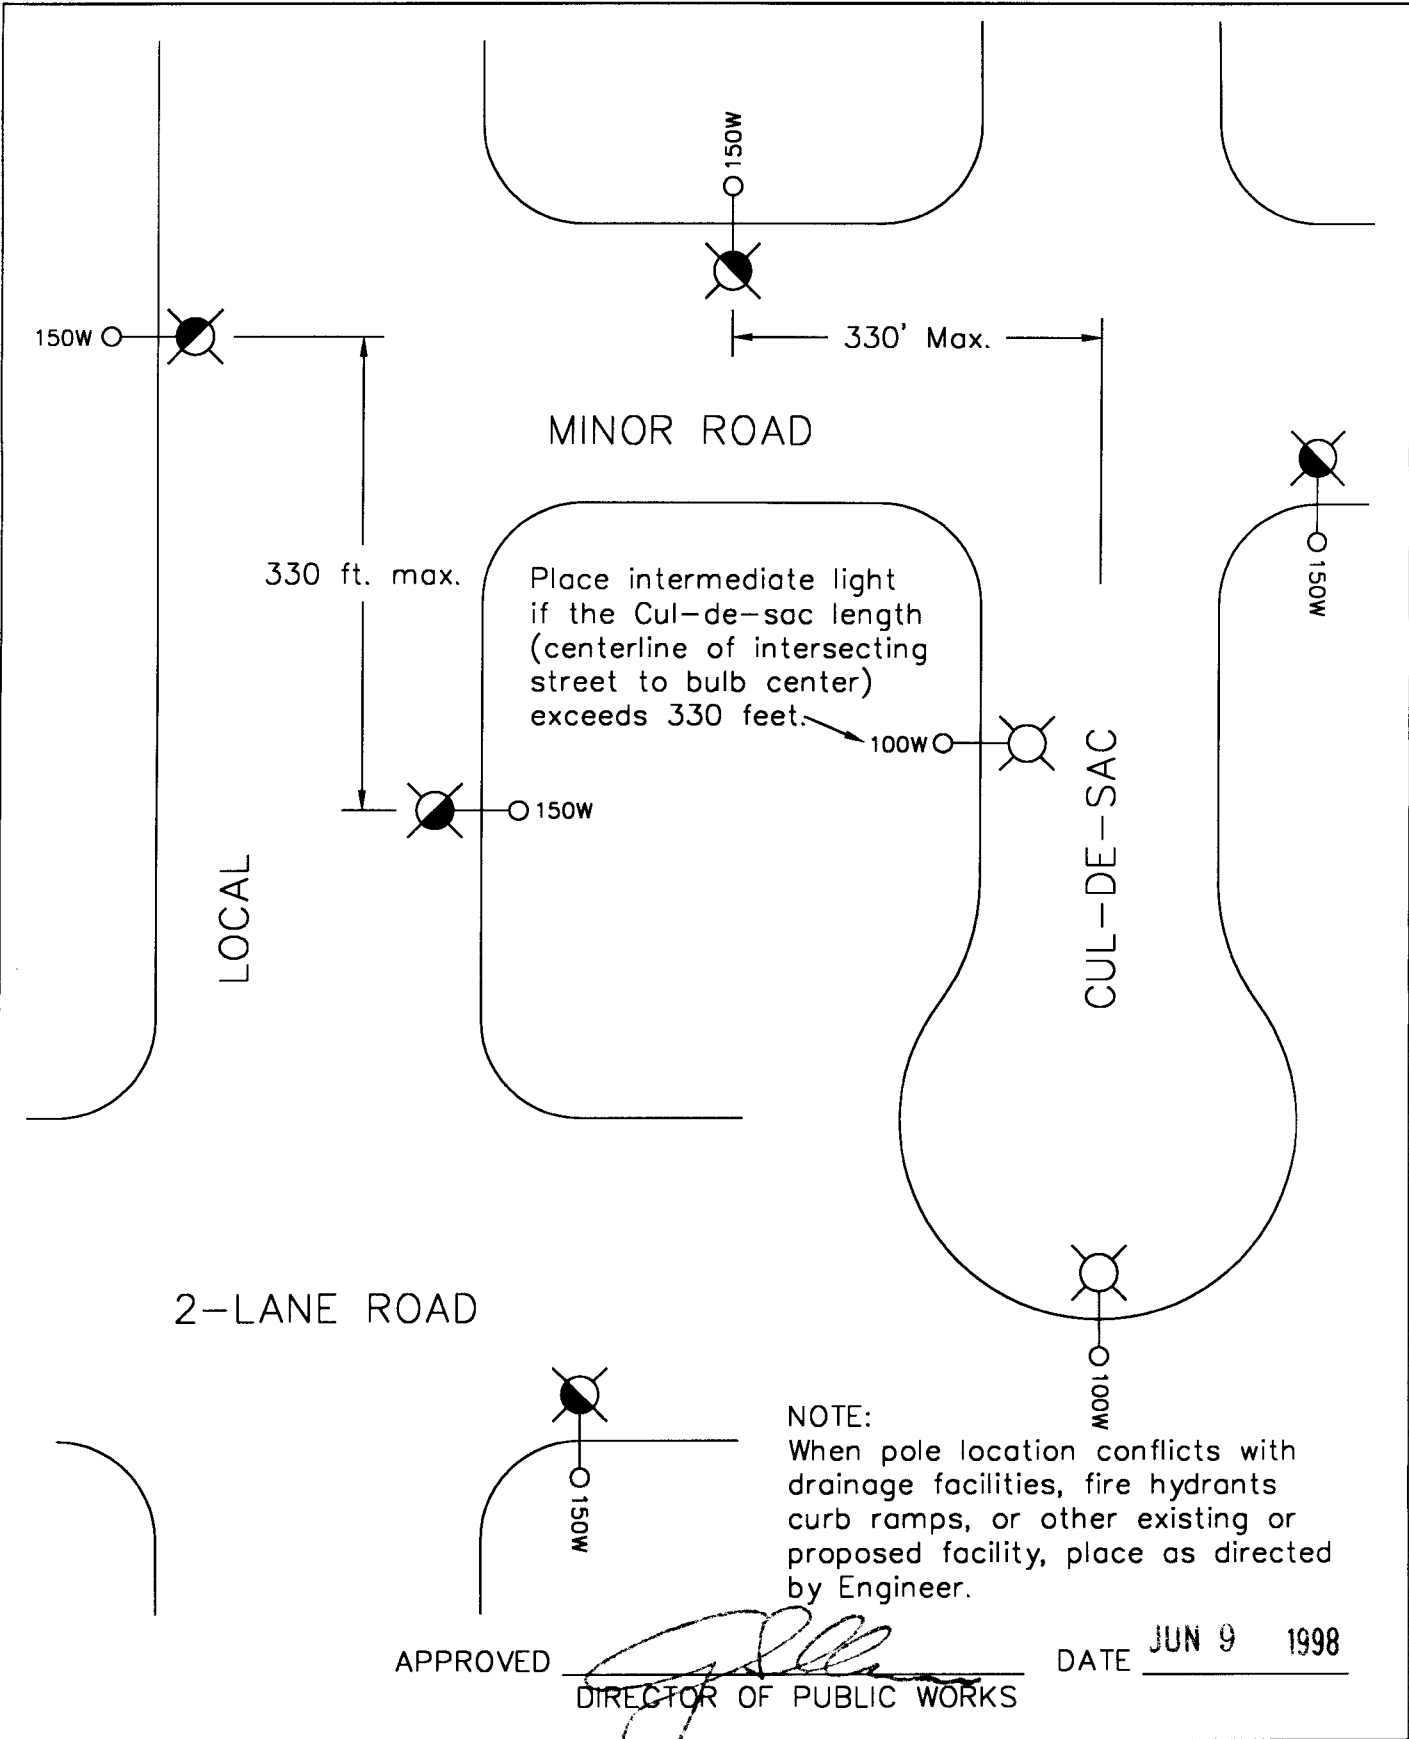 150W
150W
330' Max.
MINOR ROAD
150W
330 ft. max.
Place intermediate light
if the Cul-de-sac length
(centerline of intersecting
street to bulb center)
exceeds 330 feet.
100W
150W
LOCAL
CUL-DE-SAC
2-LANE ROAD
100W
150W
NOTE:
When pole location conflicts with
drainage facilities, fire hydrants
curb ramps, or other existing or
proposed facility, place as directed
by Engineer.
APPROVED
DATE JUN 9 1998
DIRECTOR OF PUBLIC WORKS